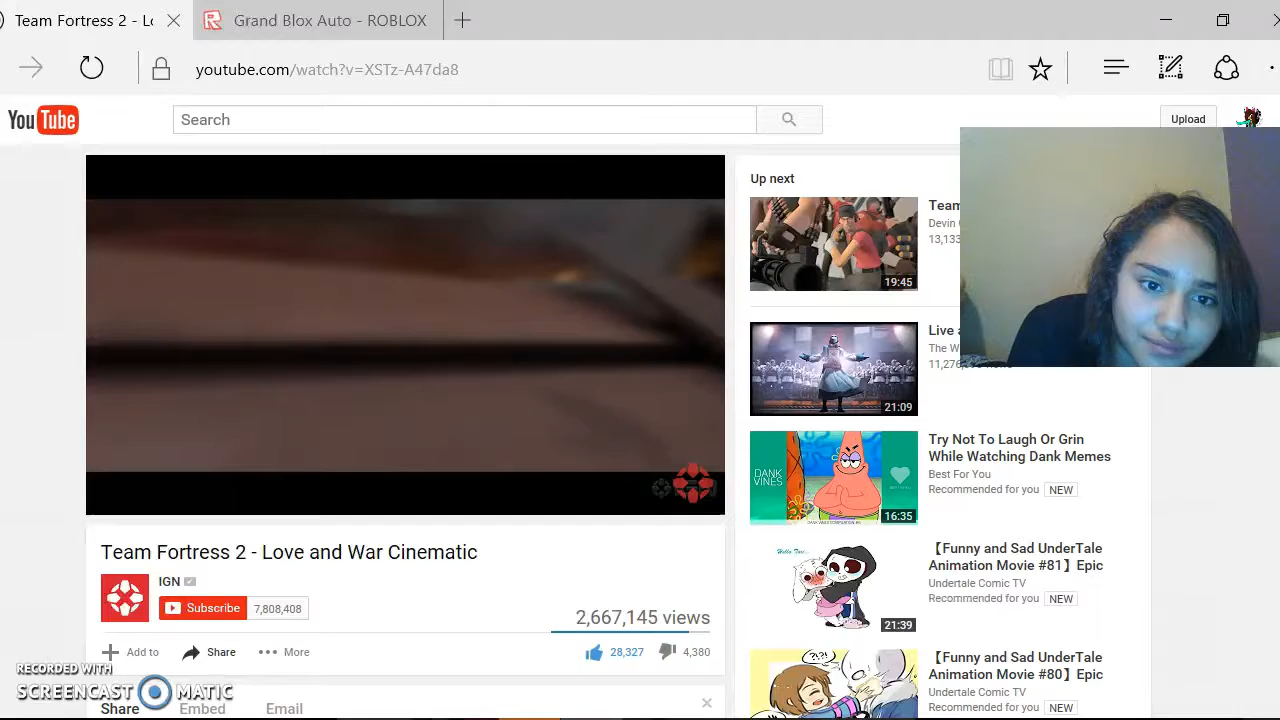 Team Fortress 2 - Lo
Grand Blox Auto - ROBLOX
youtube.com/watch?v=XSTz-A47da8
YouTube
Search
Upload
Up next
Team
Devin
13,133
19:45
Live a
The W
11,276
21:09
Try Not To Laugh Or Grin
While Watching Dank Memes
Best For You
Recommended for you NEW
DANK
VINES
16:35
【Funny and Sad UnderTale
Animation Movie #81】Epic
Undertale Comic TV
Recommended for you NEW
21:39
【Funny and Sad UnderTale
Animation Movie #80】Epic
Undertale Comic TV
Recommended for you NEW
Team Fortress 2 - Love and War Cinematic
IGN
Subscribe 7,808,408
2,667,145 views
Add to Share More 28,327 4,380
RECORDED WITH
SCREENCAST MATIC
Share Embed Email